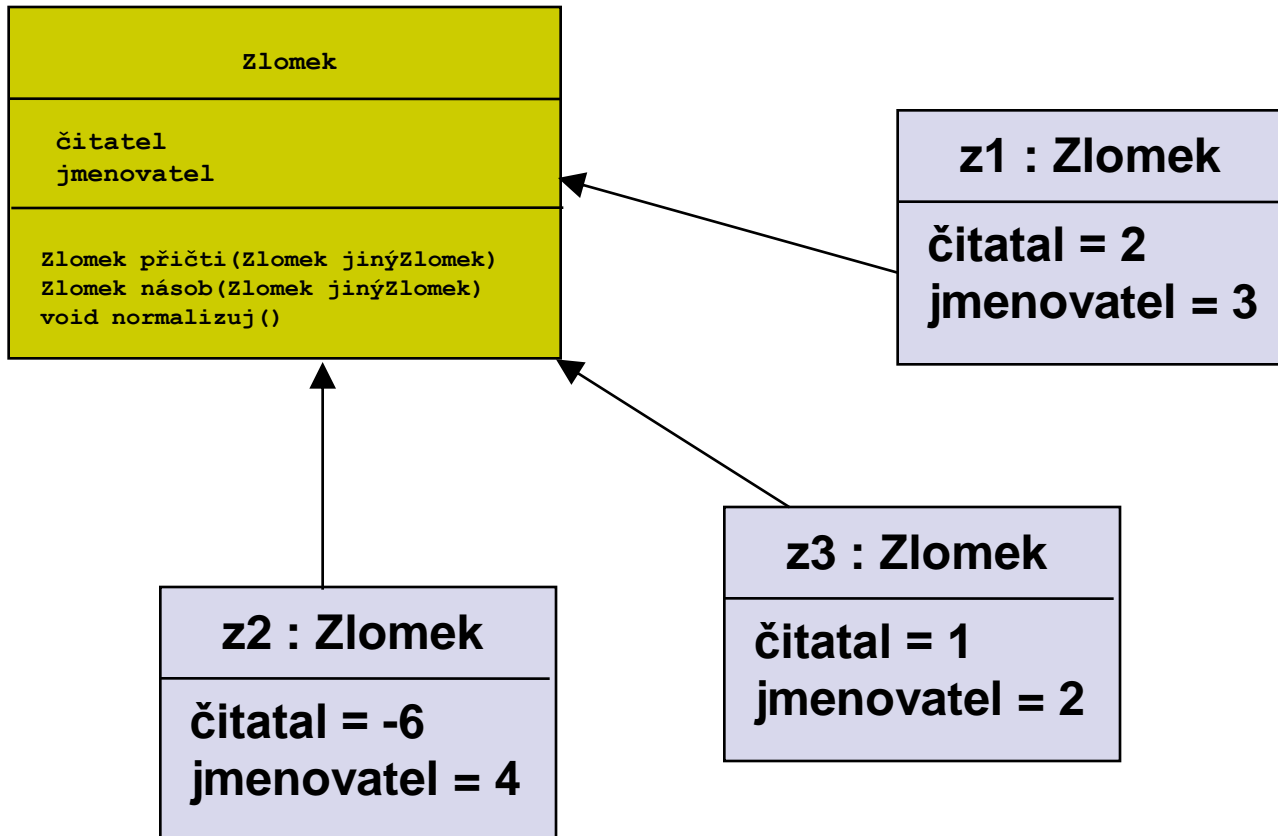 Zlomek
čitatel
jmenovatel
Zlomek přičti(Zlomek jinýZlomek)
Zlomek násob(Zlomek jinýZlomek)
void normalizuj()
z1 : Zlomek
čitatal = 2
jmenovatel = 3
z3 : Zlomek
čitatal = 1
jmenovatel = 2
z2 : Zlomek
čitatal = -6
jmenovatel = 4